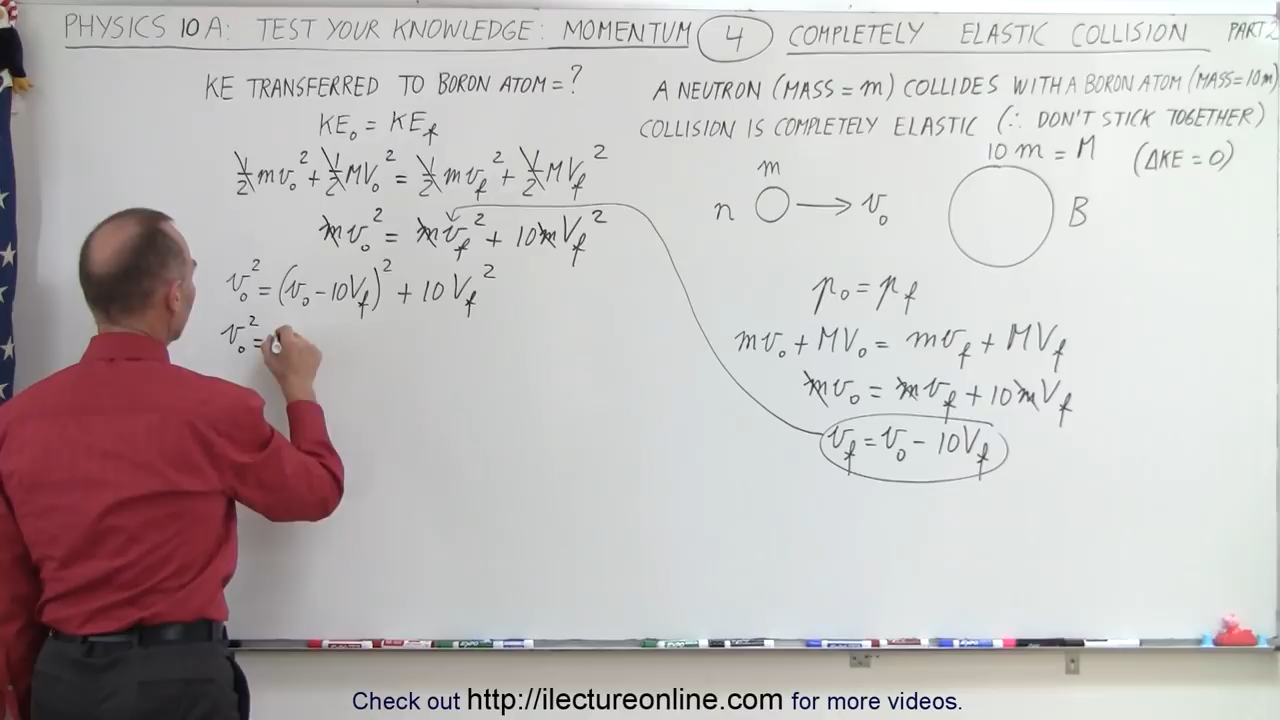 PHYSICS 10A: TEST YOUR KNOWLEDGE: MOMENTUM 4 COMPLETELY ELASTIC COLLISION PART 2
KE TRANSFERRED TO BORON ATOM = ?
KE₀ = KE_f
½mv₀² + ½MV₀² = ½mv_f² + ½MV_f²
mv₀² = mv_f² + 10mV_f²
v₀² = (v₀ - 10V_f)² + 10V_f²
v₀² =
A NEUTRON (MASS = m) COLLIDES WITH A BORON ATOM (MASS = 10m)
COLLISION IS COMPLETELY ELASTIC (∴ DON'T STICK TOGETHER)
10m = M (ΔKE = 0)
m
n → v₀ B
p₀ = p_f
mv₀ + MV₀ = mv_f + MV_f
mv₀ = mv_f + 10mV_f
v_f = v₀ - 10V_f
Check out http://ilectureonline.com for more videos.